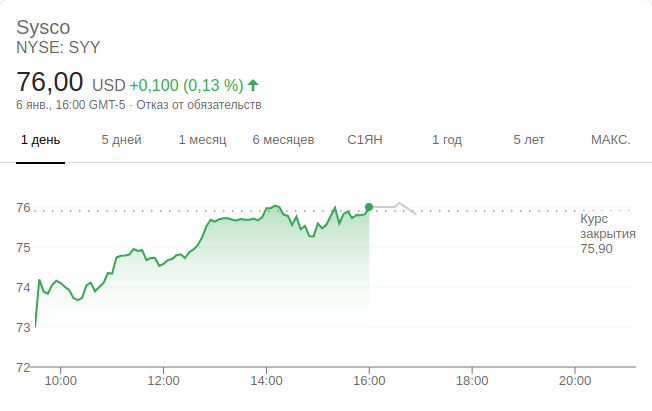 Sysco
NYSE: SYY
76,00 USD +0,100 (0,13 %)
6 янв., 16:00 GMT-5 · Отказ от обязательств
1 день 5 дней 1 месяц 6 месяцев С1ЯН 1 год 5 лет МАКС.
76
Курс
закрытия
75,90
75
74
73
72
10:00 12:00 14:00 16:00 18:00 20:00